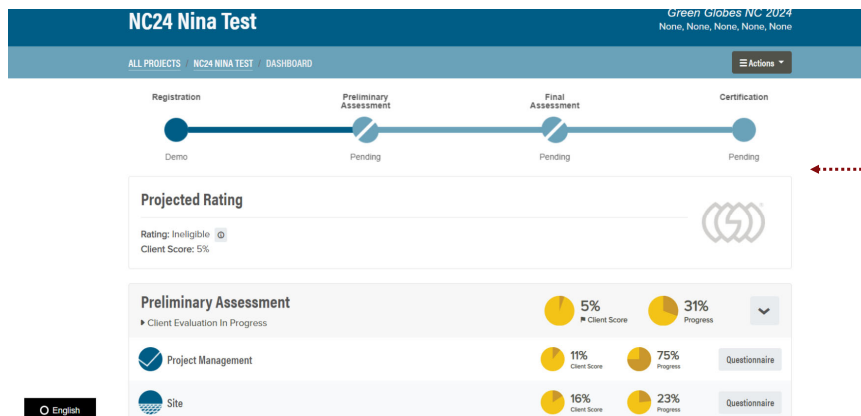 NC24 Nina Test
Green Globes NC 2024
None, None, None, None, None
ALL PROJECTS / NC24 NINA TEST / DASHBOARD
Actions
Registration
Preliminary
Assessment
Final
Assessment
Certification
Demo
Pending
Pending
Pending
Projected Rating
Rating: Ineligible
Client Score: 5%
Preliminary Assessment
Client Evaluation In Progress
5%
Client Score
31%
Progress
Project Management
11%
Client Score
75%
Progress
Questionnaire
Site
16%
Client Score
23%
Progress
Questionnaire
English